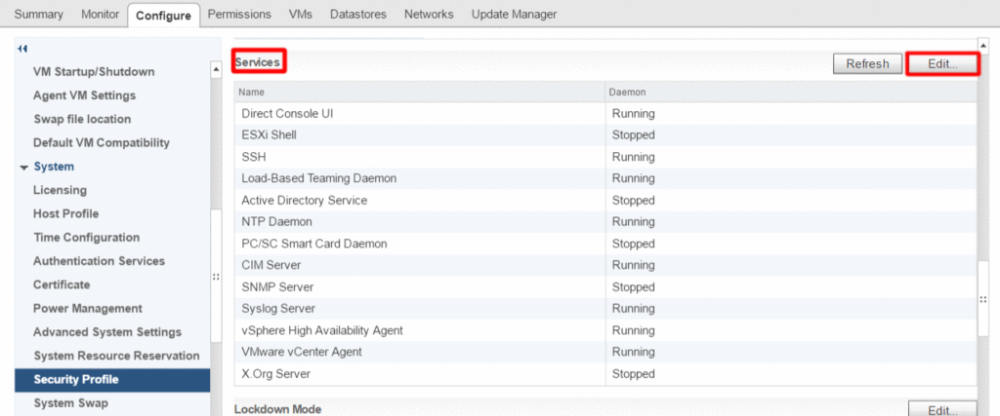 Summary Monitor Configure Permissions VMs Datastores Networks Update Manager
VM Startup/Shutdown
Agent VM Settings
Swap file location
Default VM Compatibility
System
Licensing
Host Profile
Time Configuration
Authentication Services
Certificate
Power Management
Advanced System Settings
System Resource Reservation
Security Profile
System Swap
Services Refresh Edit...
Name Daemon
Direct Console UI Running
ESXi Shell Stopped
SSH Running
Load-Based Teaming Daemon Running
Active Directory Service Stopped
NTP Daemon Running
PC/SC Smart Card Daemon Stopped
CIM Server Running
SNMP Server Stopped
Syslog Server Running
vSphere High Availability Agent Running
VMware vCenter Agent Running
X.Org Server Stopped
Lockdown Mode Edit...